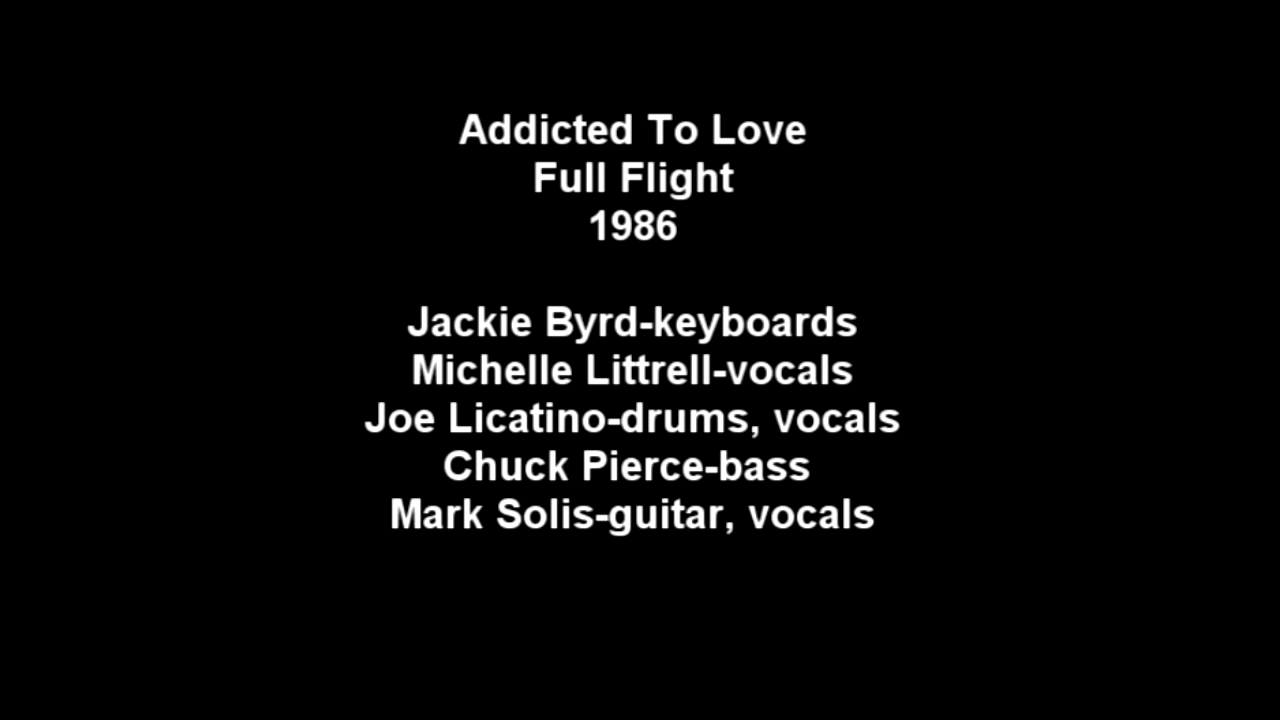 Addicted To Love
Full Flight
1986
Jackie Byrd-keyboards
Michelle Littrell-vocals
Joe Licatino-drums, vocals
Chuck Pierce-bass
Mark Solis-guitar, vocals